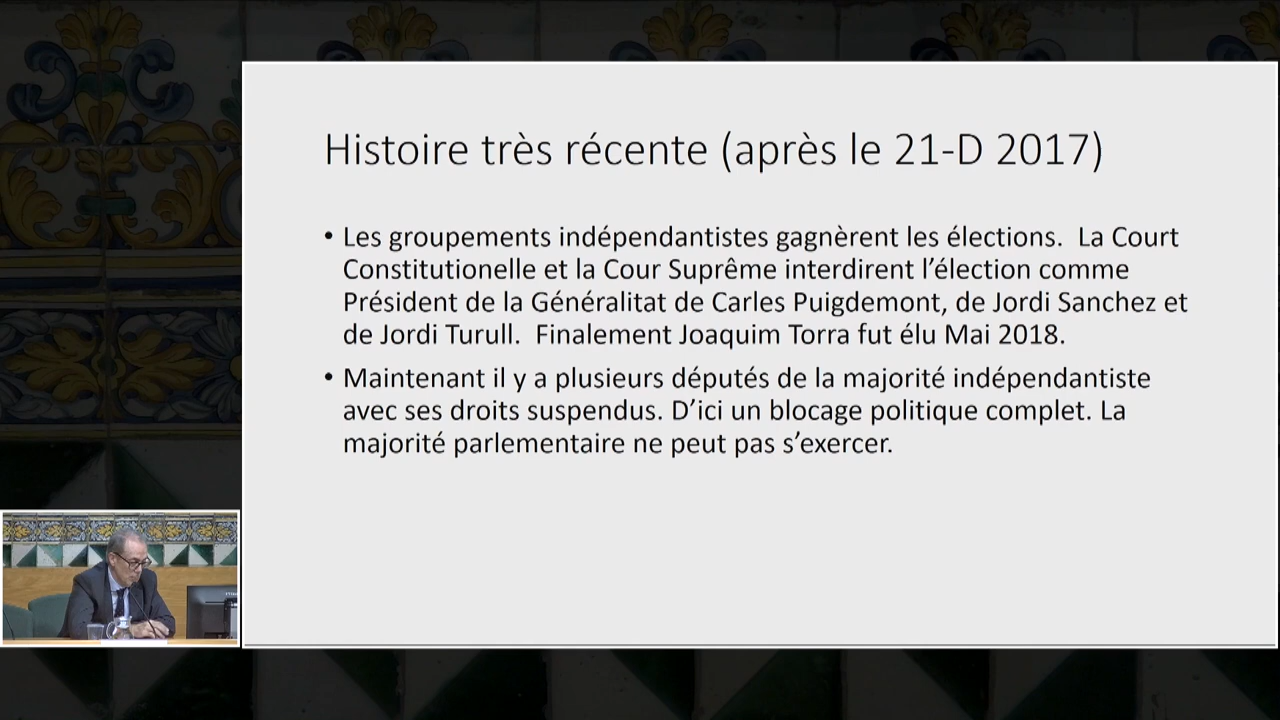 Histoire très récente (après le 21-D 2017)
• Les groupements indépendantistes gagnèrent les élections.  La Court
Constitutionelle et la Cour Suprême interdirent l’élection comme
Président de la Généralitat de Carles Puigdemont, de Jordi Sanchez et
de Jordi Turull.  Finalement Joaquim Torra fut élu Mai 2018.
• Maintenant il y a plusieurs députés de la majorité indépendantiste
avec ses droits suspendus. D’ici un blocage politique complet. La
majorité parlementaire ne peut pas s’exercer.